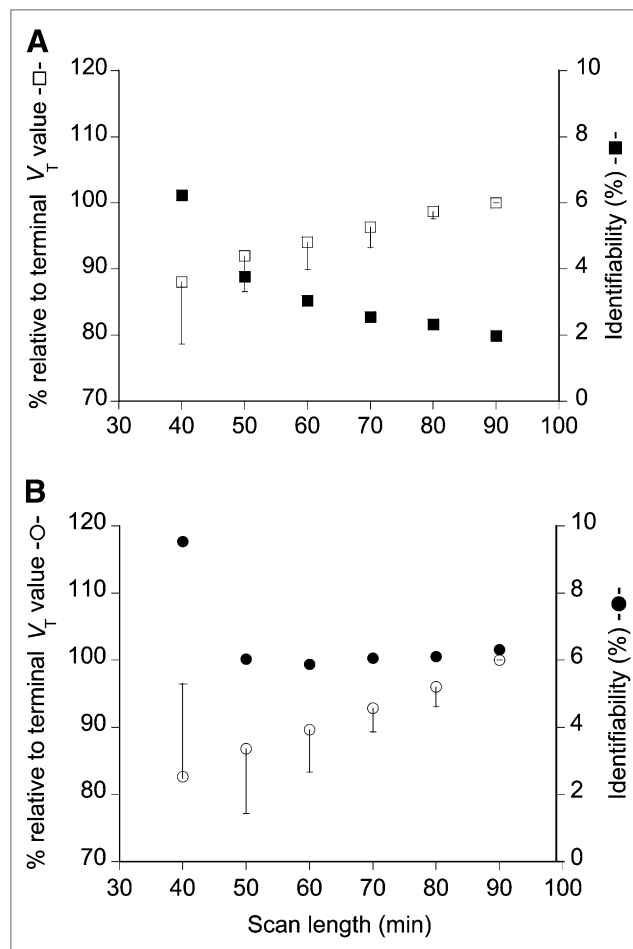 A
% relative to terminal VT value -□-
120
110
100
90
80
70
10
8
6
4
2
0
Identifiability (%) -■-
30 40 50 60 70 80 90 100
B
% relative to terminal VT value -○-
120
110
100
90
80
70
10
8
6
4
2
0
Identifiability (%) -●-
30 40 50 60 70 80 90 100
Scan length (min)